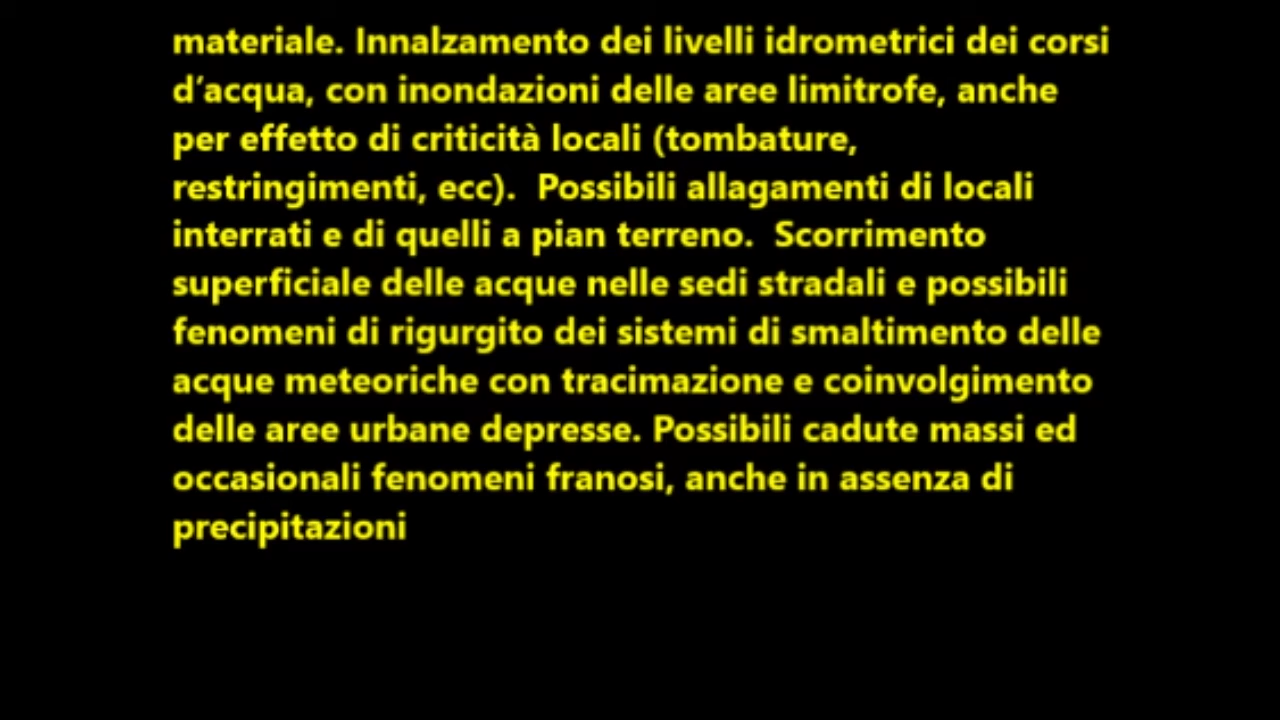 materiale. Innalzamento dei livelli idrometrici dei corsi
d’acqua, con inondazioni delle aree limitrofe, anche
per effetto di criticità locali (tombature,
restringimenti, ecc).  Possibili allagamenti di locali
interrati e di quelli a pian terreno.  Scorrimento
superficiale delle acque nelle sedi stradali e possibili
fenomeni di rigurgito dei sistemi di smaltimento delle
acque meteoriche con tracimazione e coinvolgimento
delle aree urbane depresse. Possibili cadute massi ed
occasionali fenomeni franosi, anche in assenza di
precipitazioni